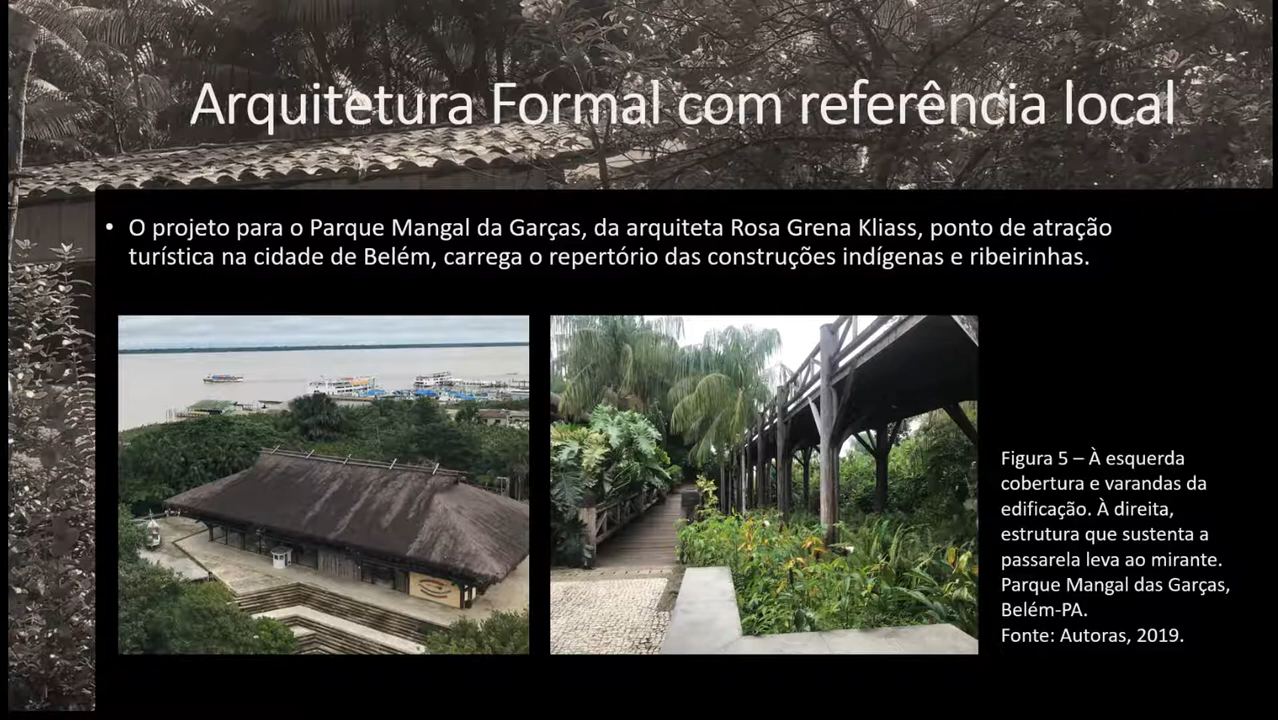 Arquitetura Formal com referência local
• O projeto para o Parque Mangal da Garças, da arquiteta Rosa Grena Kliass, ponto de atração
turística na cidade de Belém, carrega o repertório das construções indígenas e ribeirinhas.
Figura 5 – À esquerda
cobertura e varandas da
edificação. À direita,
estrutura que sustenta a
passarela leva ao mirante.
Parque Mangal das Garças,
Belém-PA.
Fonte: Autoras, 2019.